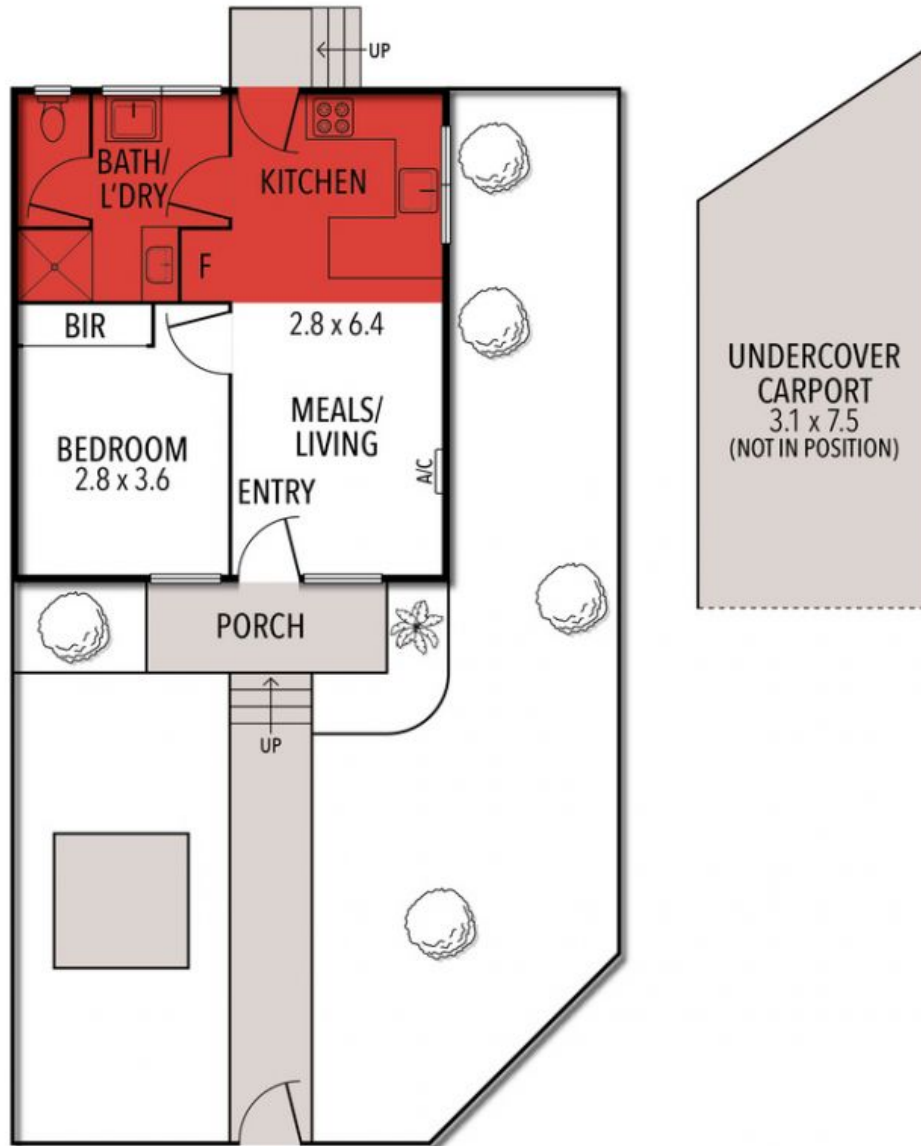 UP
BATH/
L'DRY
KITCHEN
F
BIR
2.8 x 6.4
MEALS/
LIVING
BEDROOM
2.8 x 3.6
A/C
ENTRY
PORCH
UP
UNDERCOVER
CARPORT
3.1 x 7.5
(NOT IN POSITION)